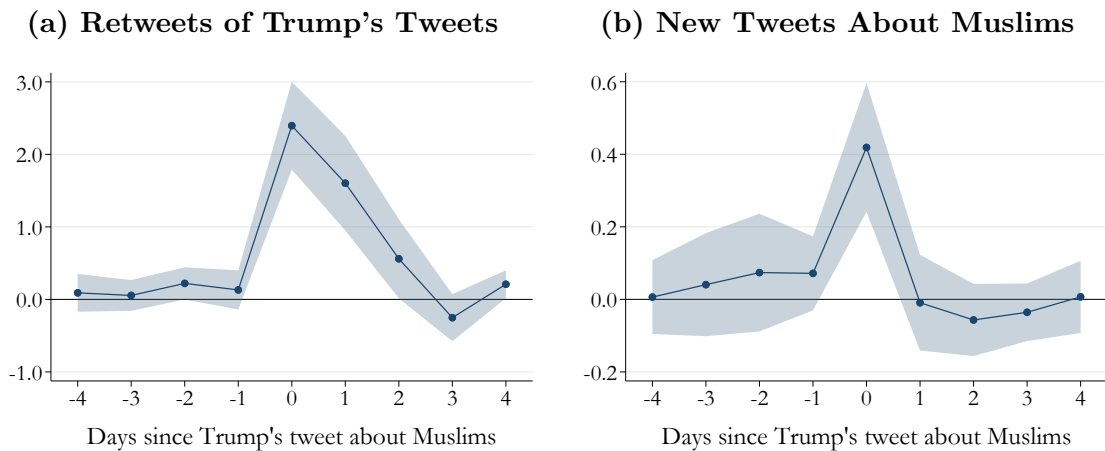 (a) Retweets of Trump's Tweets
3.0
2.0
1.0
0.0
-1.0
-4 -3 -2 -1 0 1 2 3 4
Days since Trump's tweet about Muslims
(b) New Tweets About Muslims
0.6
0.4
0.2
0.0
-0.2
-4 -3 -2 -1 0 1 2 3 4
Days since Trump's tweet about Muslims